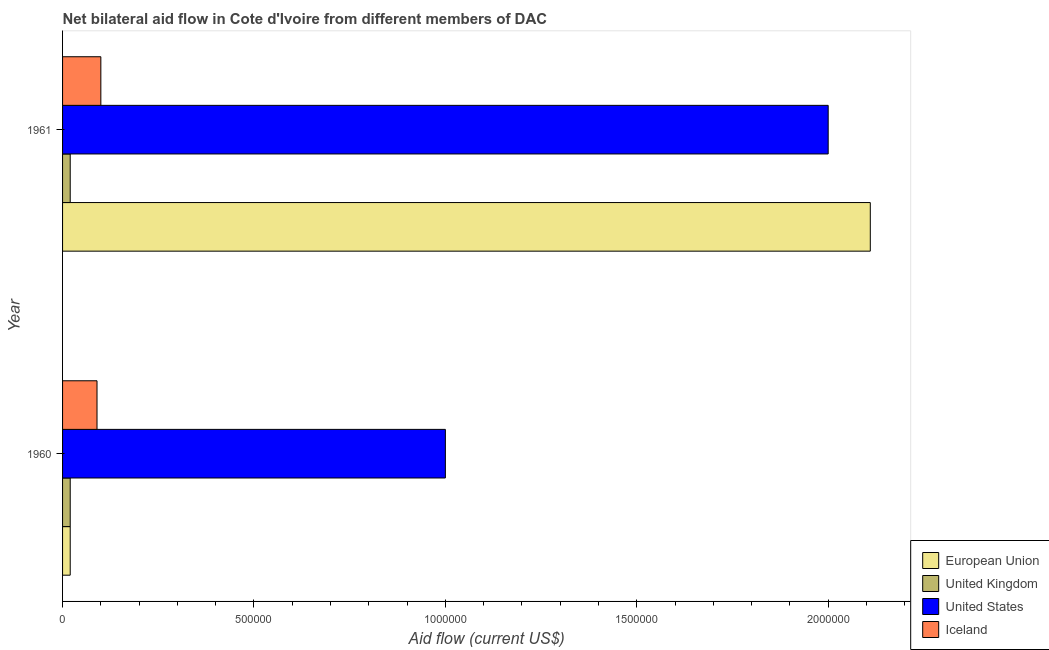 Net bilateral aid flow in Cote d'Ivoire from different members of DAC
1961
1960
Year
0
500000
1000000
1500000
2000000
Aid flow (current US$)
European Union
United Kingdom
United States
Iceland